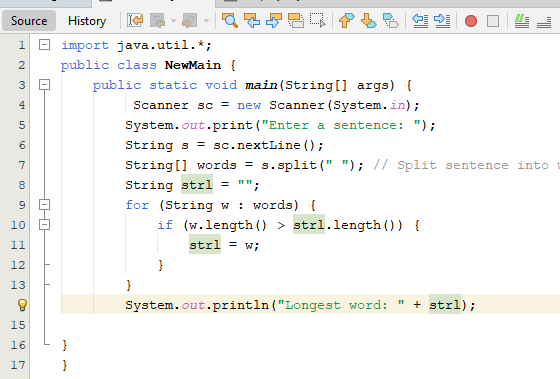 Source History
1 import java.util.*;
2 public class NewMain {
3 public static void main(String[] args) {
4 Scanner sc = new Scanner(System.in);
5 System.out.print("Enter a sentence: ");
6 String s = sc.nextLine();
7 String[] words = s.split(" "); // Split sentence into
8 String strl = "";
9 for (String w : words) {
10 if (w.length() > strl.length()) {
11 strl = w;
12 }
13 }
System.out.println("Longest word: " + strl);
15
16 }
17 }